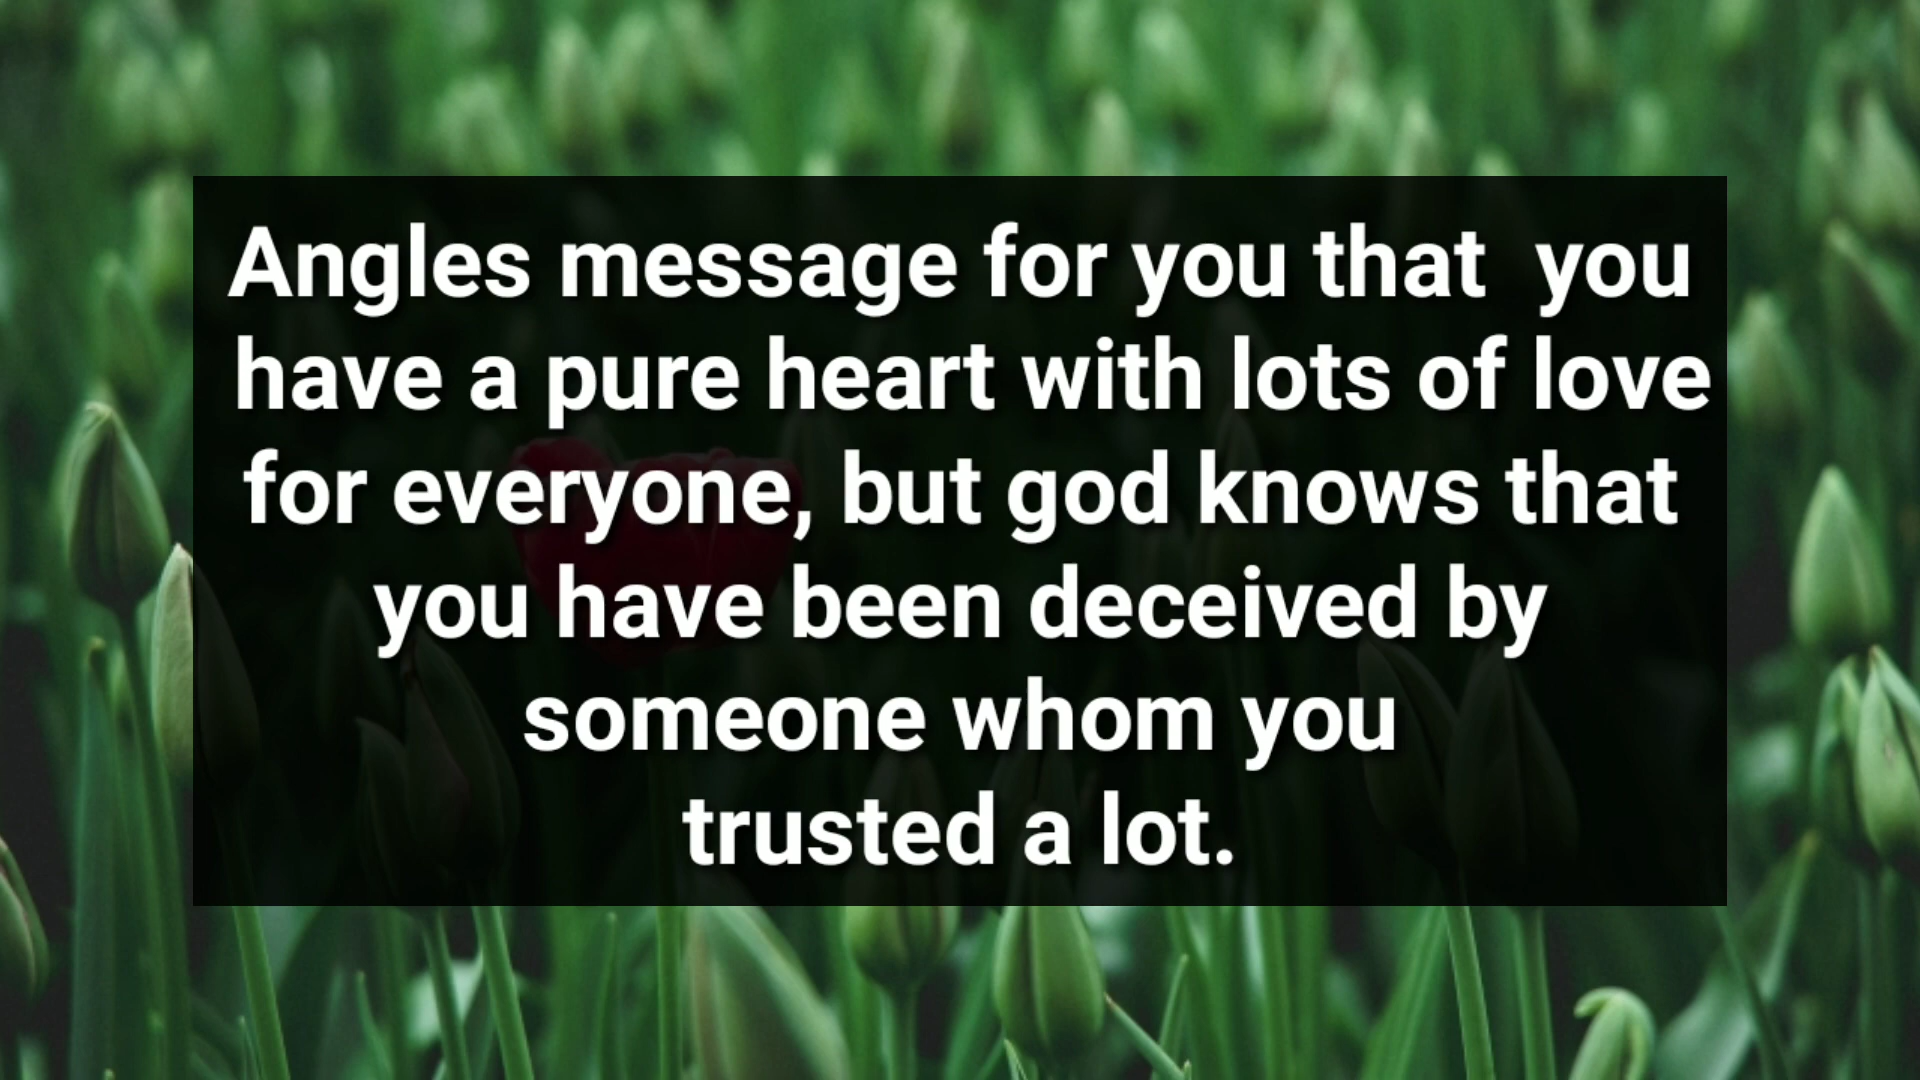 Angles message for you that  you
have a pure heart with lots of love
for everyone, but god knows that
you have been deceived by
someone whom you
trusted a lot.